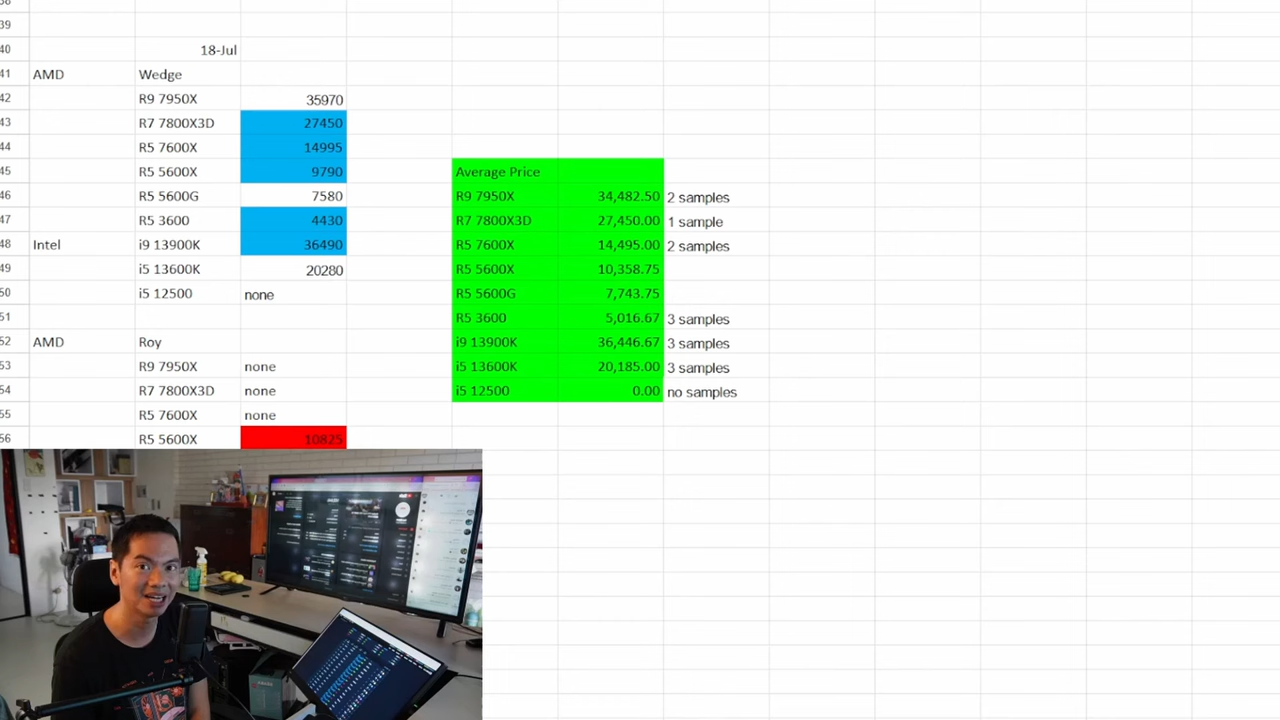 39
40 18-Jul
41 AMD Wedge
42 R9 7950X 35970
43 R7 7800X3D 27450
44 R5 7600X 14995
45 R5 5600X 9790 Average Price
46 R5 5600G 7580 R9 7950X 34,482.50 2 samples
47 R5 3600 4430 R7 7800X3D 27,450.00 1 sample
48 Intel i9 13900K 36490 R5 7600X 14,495.00 2 samples
49 i5 13600K 20280 R5 5600X 10,358.75
50 i5 12500 none R5 5600G 7,743.75
51 R5 3600 5,016.67 3 samples
52 AMD Roy i9 13900K 36,446.67 3 samples
53 R9 7950X none i5 13600K 20,185.00 3 samples
54 R7 7800X3D none i5 12500 0.00 no samples
55 R5 7600X none
56 R5 5600X 10825